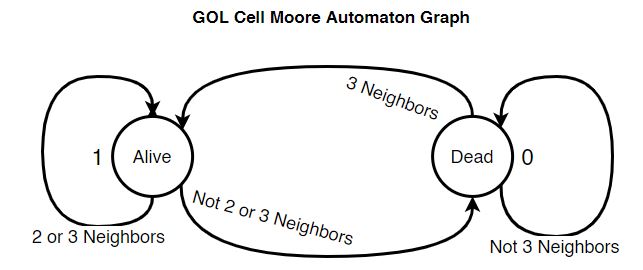 GOL Cell Moore Automaton Graph
3 Neighbors
1
Alive
Dead
0
Not 2 or 3 Neighbors
2 or 3 Neighbors
Not 3 Neighbors